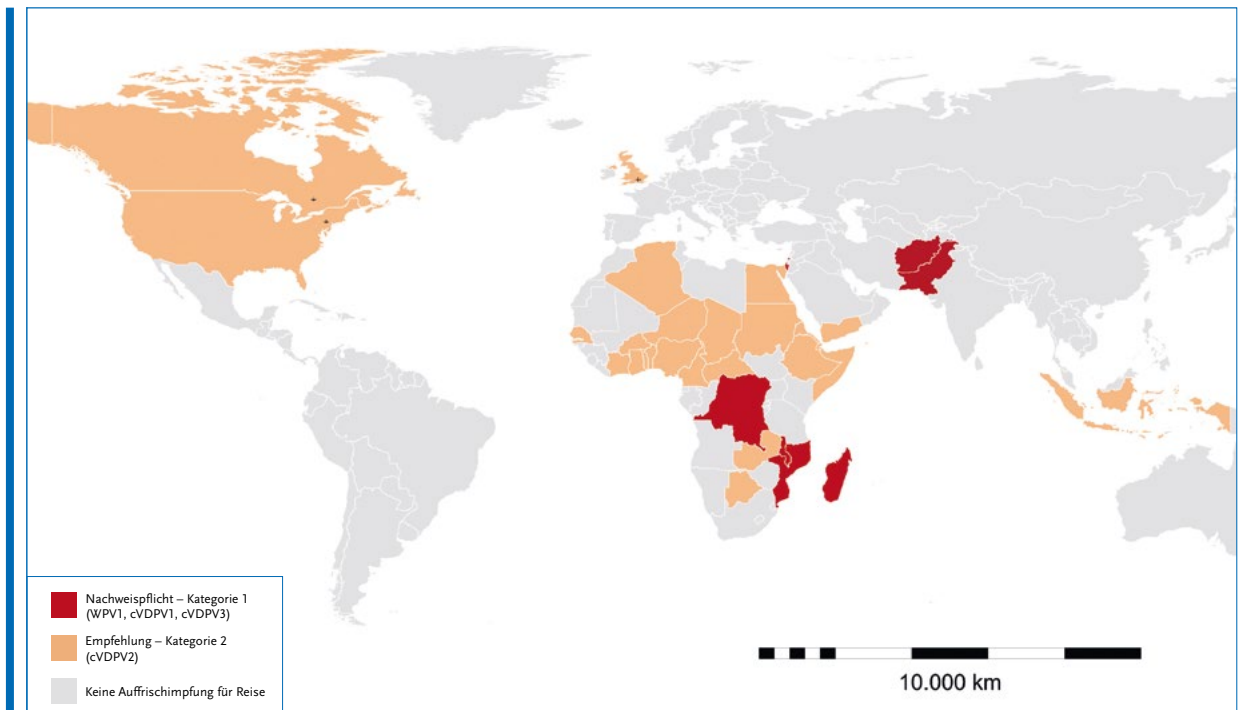 Nachweispflicht – Kategorie 1
(WPV1, cVDPV1, cVDPV3)
Empfehlung – Kategorie 2
(cVDPV2)
Keine Auffrischimpfung für Reise
10.000 km